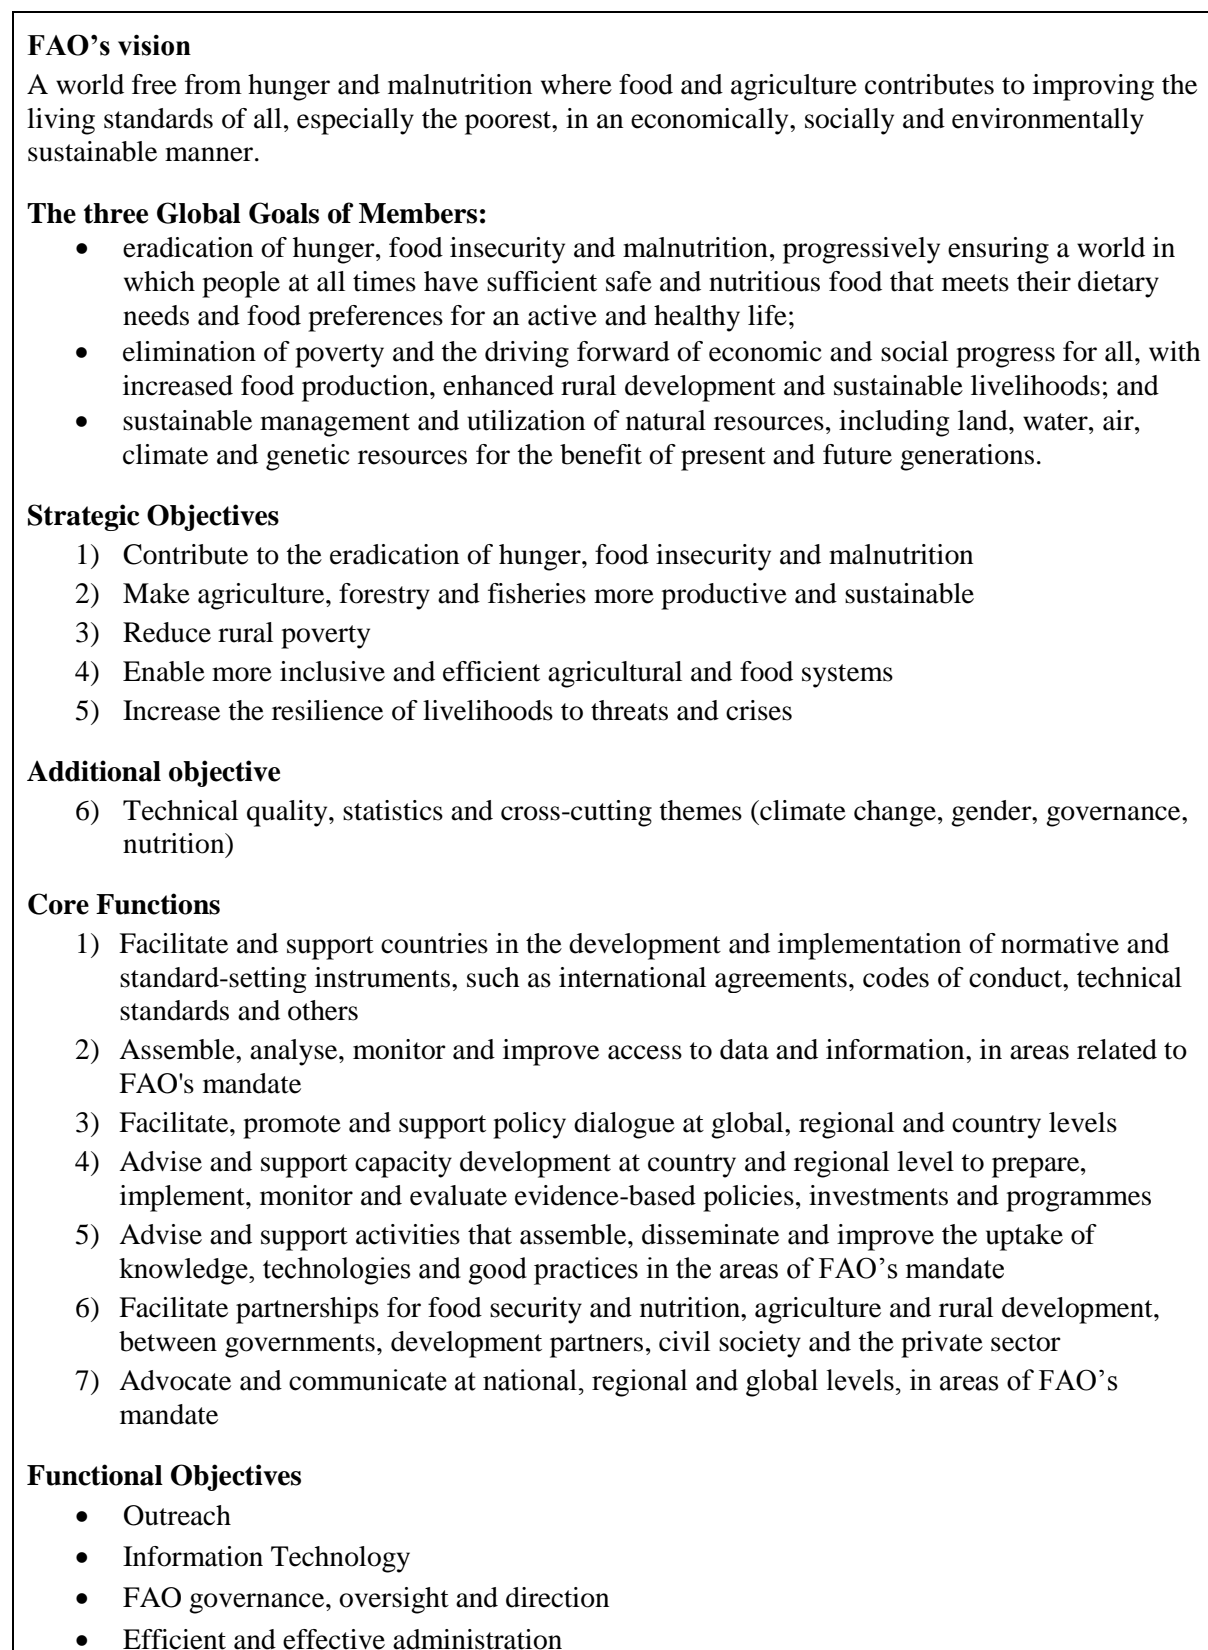 FAO’s vision
A world free from hunger and malnutrition where food and agriculture contributes to improving the
living standards of all, especially the poorest, in an economically, socially and environmentally
sustainable manner.
The three Global Goals of Members:
• eradication of hunger, food insecurity and malnutrition, progressively ensuring a world in
which people at all times have sufficient safe and nutritious food that meets their dietary
needs and food preferences for an active and healthy life;
• elimination of poverty and the driving forward of economic and social progress for all, with
increased food production, enhanced rural development and sustainable livelihoods; and
• sustainable management and utilization of natural resources, including land, water, air,
climate and genetic resources for the benefit of present and future generations.
Strategic Objectives
1) Contribute to the eradication of hunger, food insecurity and malnutrition
2) Make agriculture, forestry and fisheries more productive and sustainable
3) Reduce rural poverty
4) Enable more inclusive and efficient agricultural and food systems
5) Increase the resilience of livelihoods to threats and crises
Additional objective
6) Technical quality, statistics and cross-cutting themes (climate change, gender, governance,
nutrition)
Core Functions
1) Facilitate and support countries in the development and implementation of normative and
standard-setting instruments, such as international agreements, codes of conduct, technical
standards and others
2) Assemble, analyse, monitor and improve access to data and information, in areas related to
FAO's mandate
3) Facilitate, promote and support policy dialogue at global, regional and country levels
4) Advise and support capacity development at country and regional level to prepare,
implement, monitor and evaluate evidence-based policies, investments and programmes
5) Advise and support activities that assemble, disseminate and improve the uptake of
knowledge, technologies and good practices in the areas of FAO’s mandate
6) Facilitate partnerships for food security and nutrition, agriculture and rural development,
between governments, development partners, civil society and the private sector
7) Advocate and communicate at national, regional and global levels, in areas of FAO’s
mandate
Functional Objectives
• Outreach
• Information Technology
• FAO governance, oversight and direction
• Efficient and effective administration